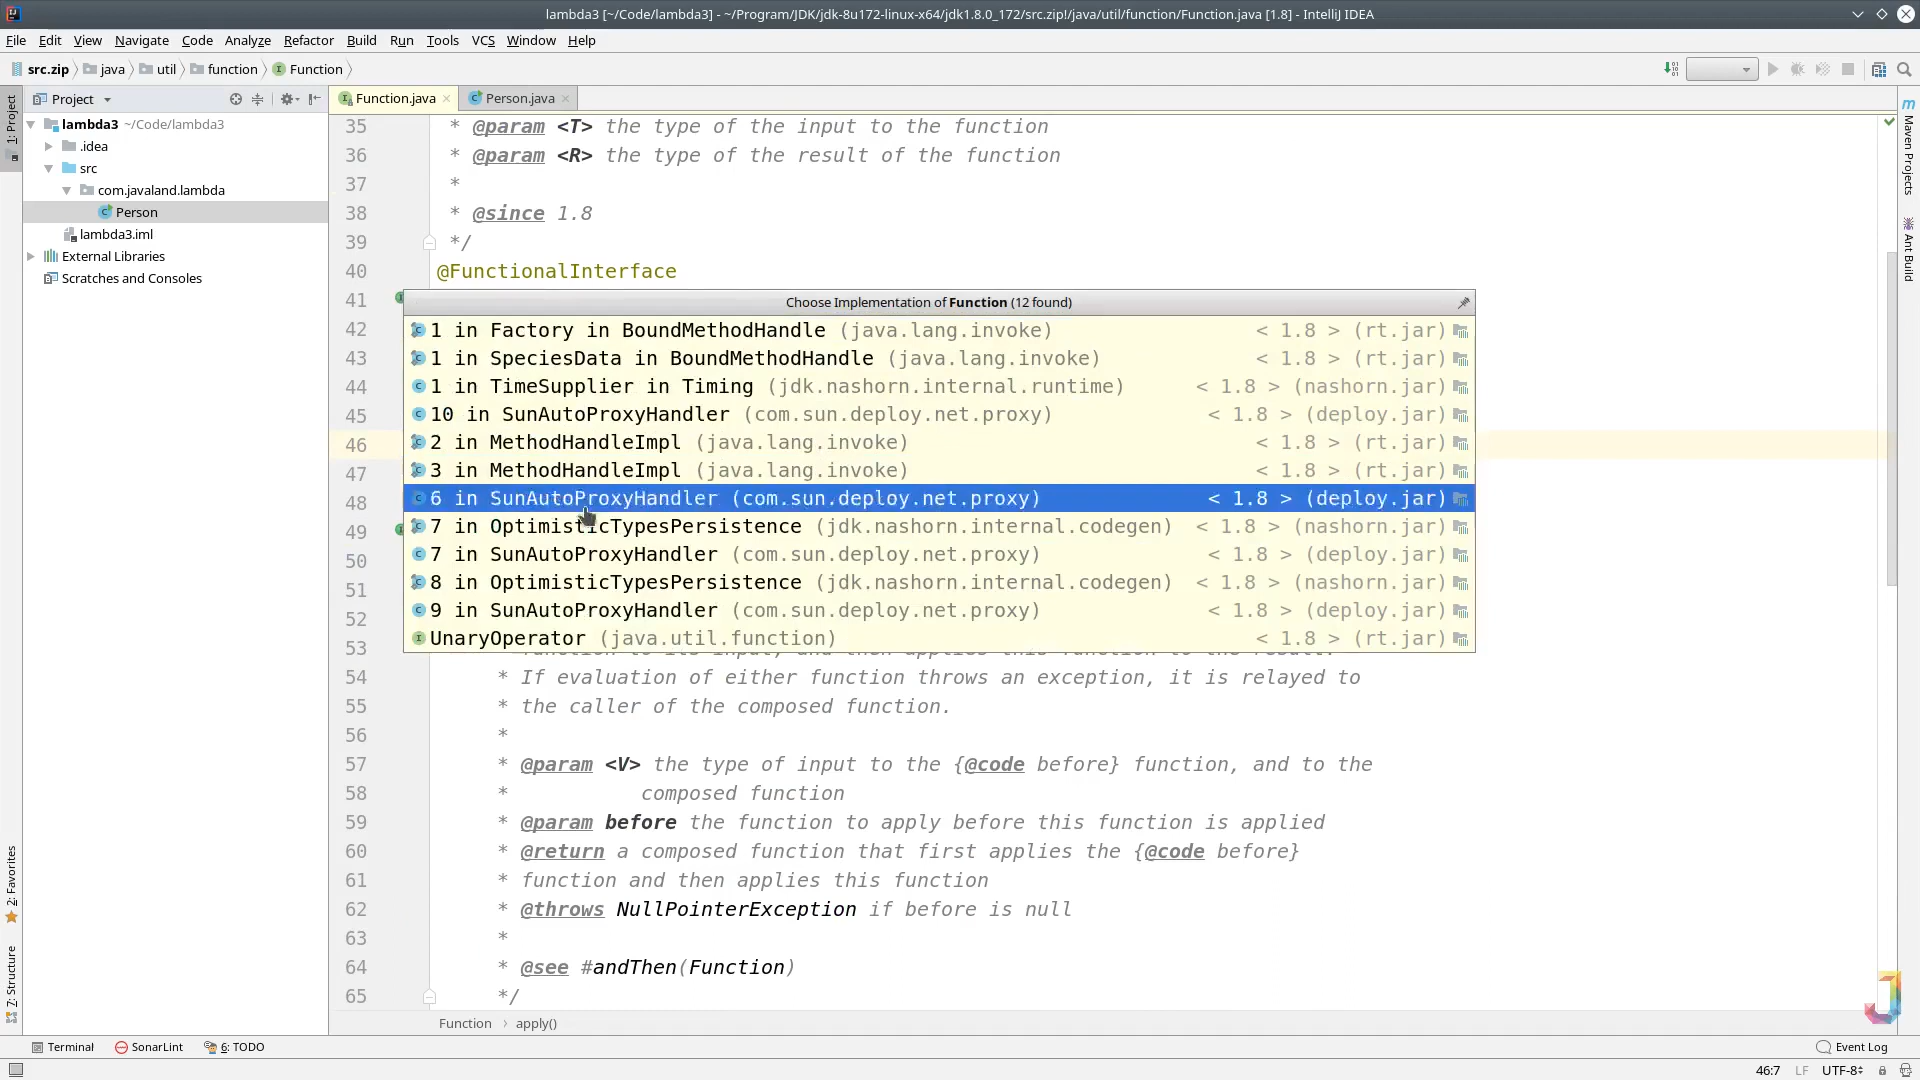 lambda3 [~/Code/lambda3] - ~/Program/JDK/jdk-8u172-linux-x64/jdk1.8.0_172/src.zip!/java/util/function/Function.java [1.8] - IntelliJ IDEA
File Edit View Navigate Code Analyze Refactor Build Run Tools VCS Window Help
src.zip java util function Function
1: Project
Project
Function.java Person.java
lambda3 ~/Code/lambda3
.idea
src
com.javaland.lambda
Person
lambda3.iml
External Libraries
Scratches and Consoles
35 * @param <T> the type of the input to the function
36 * @param <R> the type of the result of the function
37 *
38 * @since 1.8
39 */
40 @FunctionalInterface
41
Choose Implementation of Function (12 found)
42 1 in Factory in BoundMethodHandle (java.lang.invoke) < 1.8 > (rt.jar)
43 1 in SpeciesData in BoundMethodHandle (java.lang.invoke) < 1.8 > (rt.jar)
44 1 in TimeSupplier in Timing (jdk.nashorn.internal.runtime) < 1.8 > (nashorn.jar)
45 10 in SunAutoProxyHandler (com.sun.deploy.net.proxy) < 1.8 > (deploy.jar)
46 2 in MethodHandleImpl (java.lang.invoke) < 1.8 > (rt.jar)
47 3 in MethodHandleImpl (java.lang.invoke) < 1.8 > (rt.jar)
48 6 in SunAutoProxyHandler (com.sun.deploy.net.proxy) < 1.8 > (deploy.jar)
49 7 in OptimisticTypesPersistence (jdk.nashorn.internal.codegen) < 1.8 > (nashorn.jar)
50 7 in SunAutoProxyHandler (com.sun.deploy.net.proxy) < 1.8 > (deploy.jar)
51 8 in OptimisticTypesPersistence (jdk.nashorn.internal.codegen) < 1.8 > (nashorn.jar)
52 9 in SunAutoProxyHandler (com.sun.deploy.net.proxy) < 1.8 > (deploy.jar)
UnaryOperator (java.util.function) < 1.8 > (rt.jar)
53
54 * If evaluation of either function throws an exception, it is relayed to
55 * the caller of the composed function.
56 *
57 * @param <V> the type of input to the {@code before} function, and to the
58 * composed function
59 * @param before the function to apply before this function is applied
60 * @return a composed function that first applies the {@code before}
61 * function and then applies this function
62 * @throws NullPointerException if before is null
63 *
64 * @see #andThen(Function)
65 */
Function apply()
Maven Projects
Ant Build
2: Favorites
7: Structure
Terminal SonarLint 6: TODO Event Log
46:7 LF UTF-8